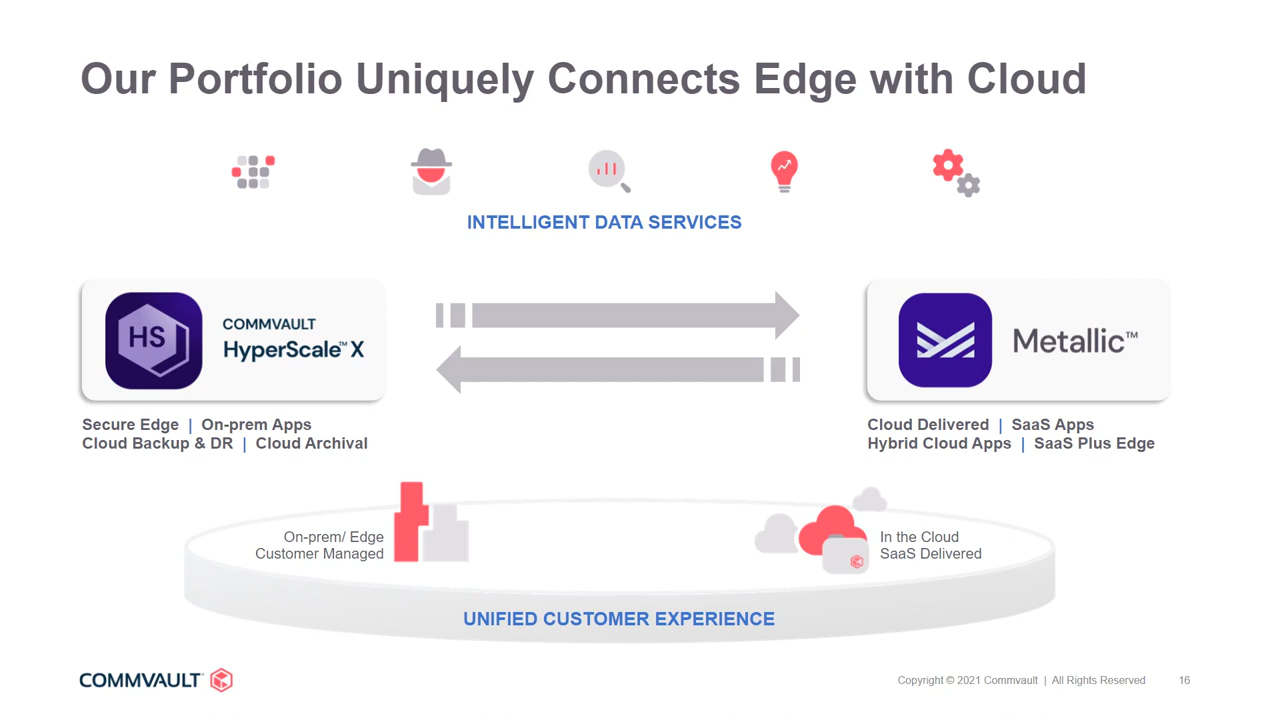 Our Portfolio Uniquely Connects Edge with Cloud
INTELLIGENT DATA SERVICES
HS
COMMVAULT
HyperScale™ X
Metallic™
Secure Edge | On-prem Apps
Cloud Backup & DR | Cloud Archival
Cloud Delivered | SaaS Apps
Hybrid Cloud Apps | SaaS Plus Edge
On-prem/ Edge
Customer Managed
In the Cloud
SaaS Delivered
UNIFIED CUSTOMER EXPERIENCE
COMMVAULT
Copyright © 2021 Commvault | All Rights Reserved 16